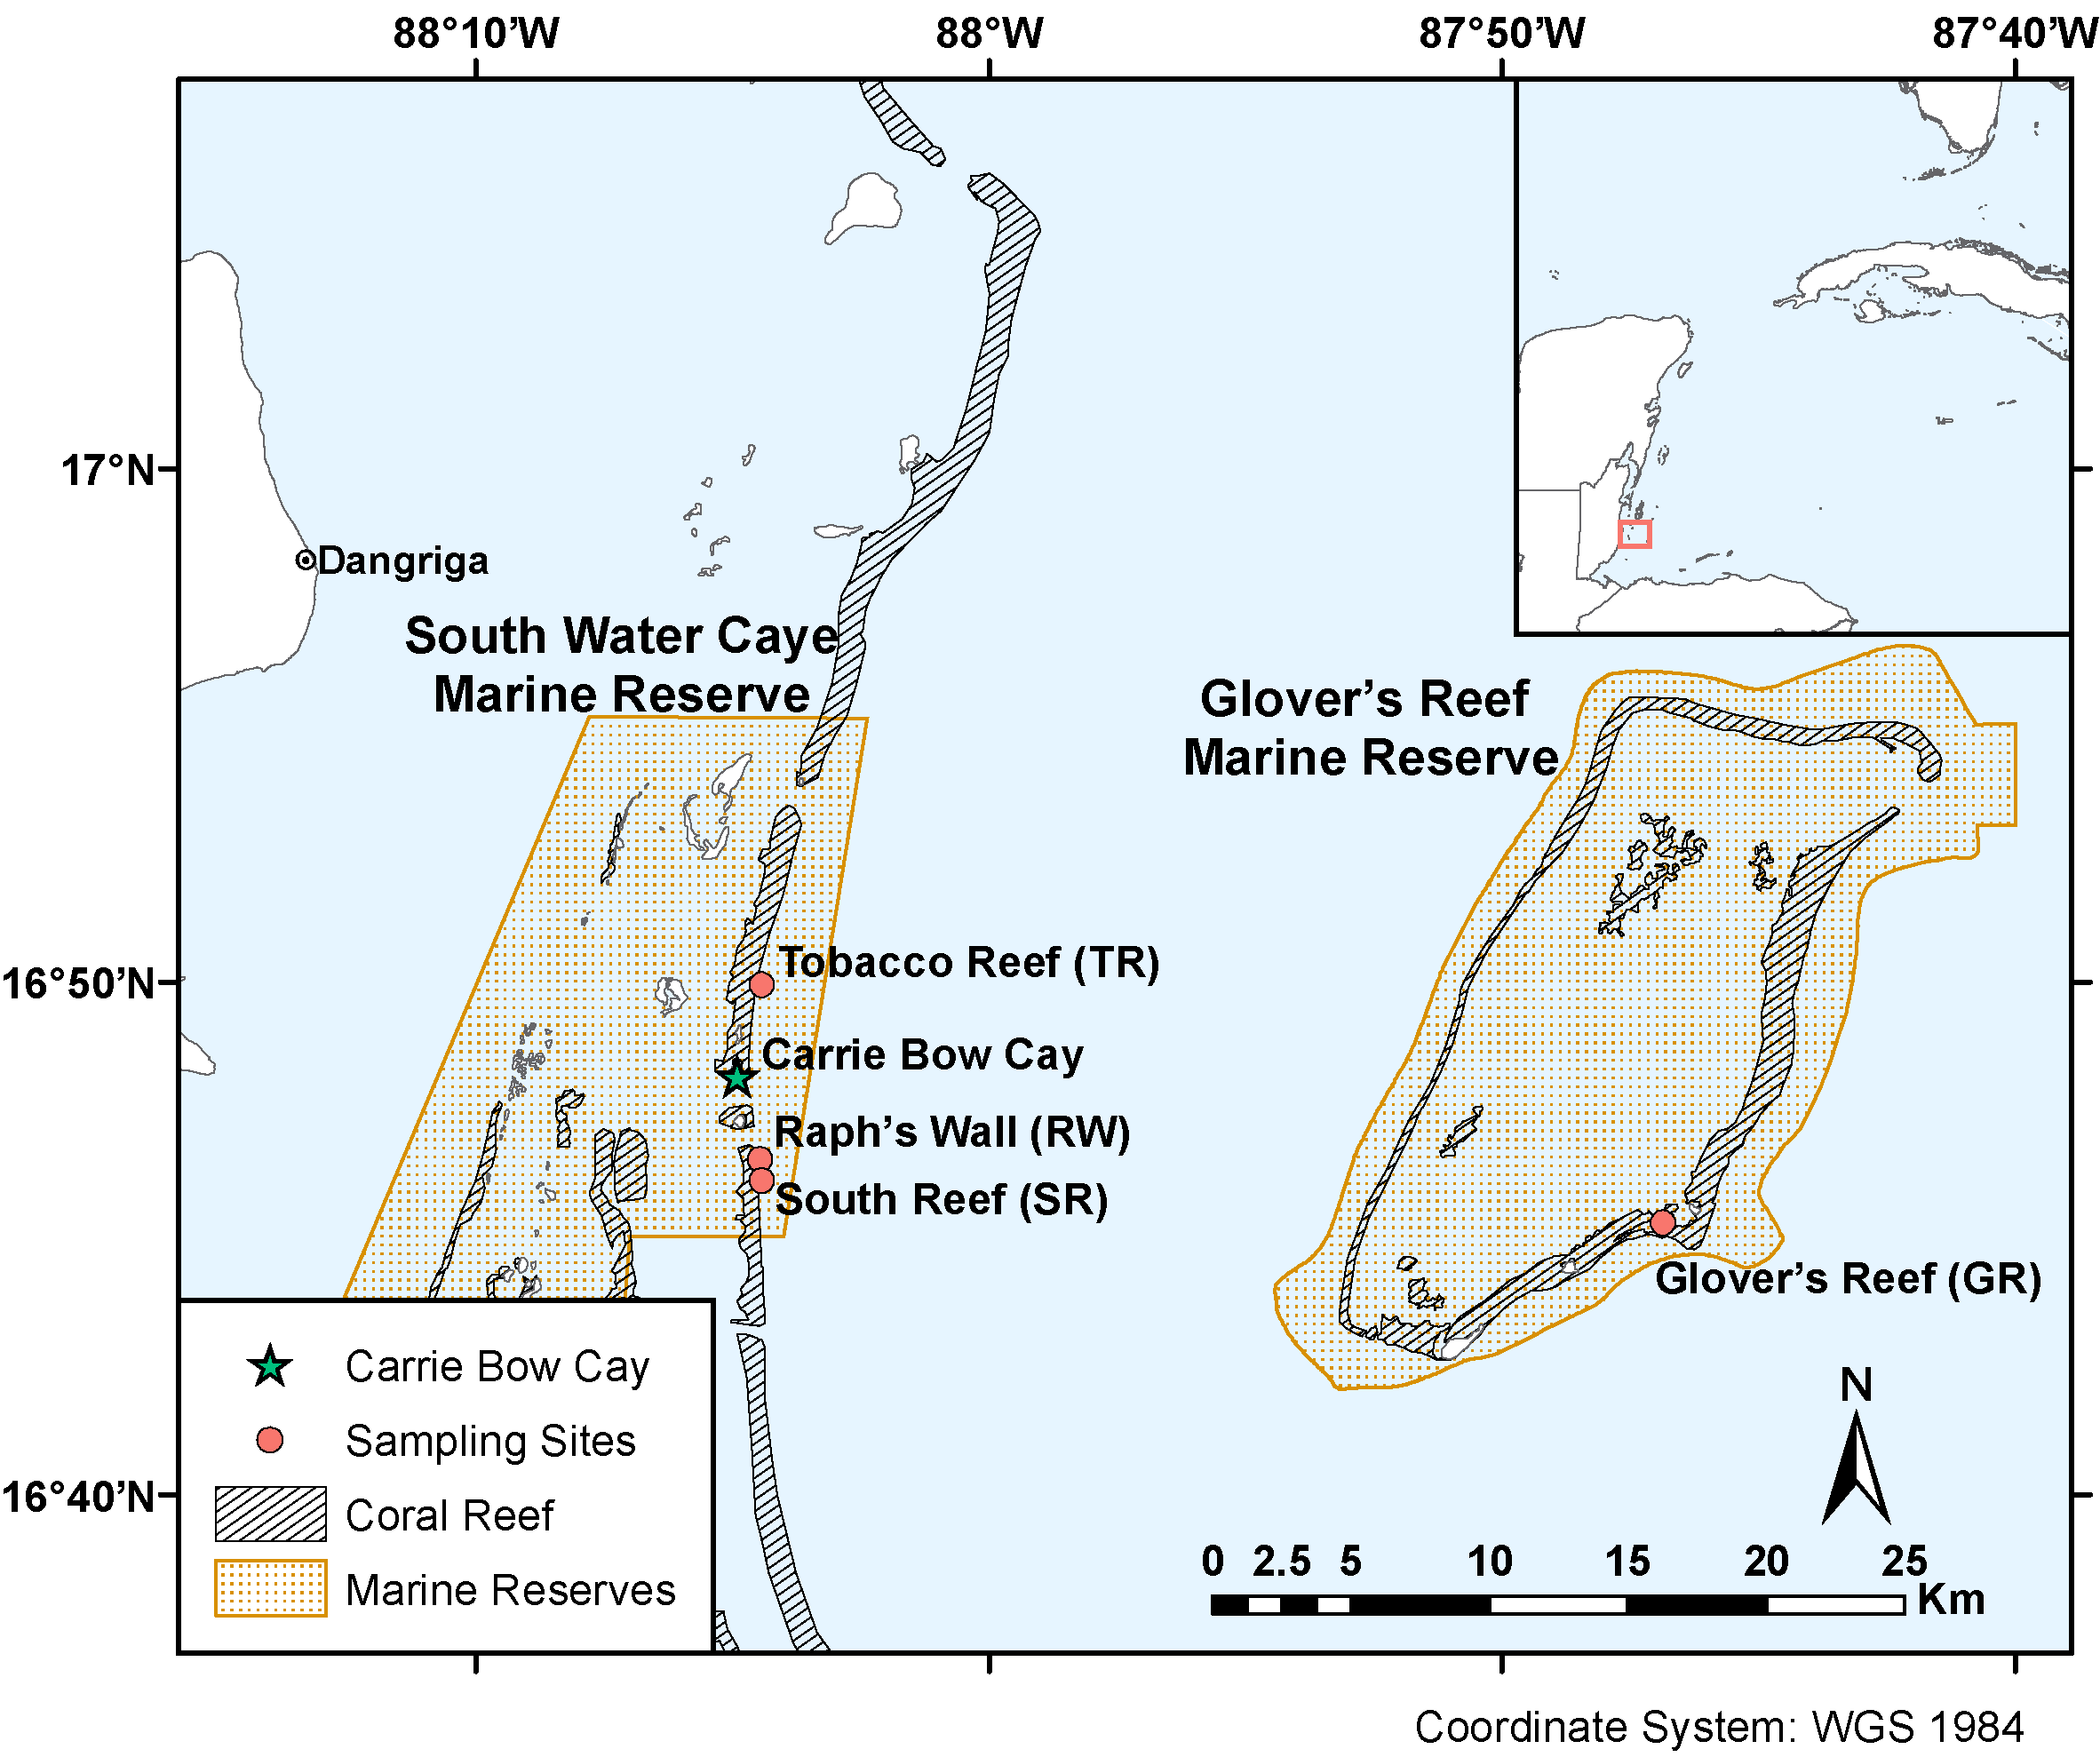 88°10’W 88°W 87°50’W 87°40’W
17°N
Dangriga
South Water Caye
Marine Reserve
Glover’s Reef
Marine Reserve
16°50’N
Tobacco Reef (TR)
Carrie Bow Cay
Raph’s Wall (RW)
South Reef (SR)
Glover’s Reef (GR)
Carrie Bow Cay
Sampling Sites
Coral Reef
Marine Reserves
16°40’N
N
0 2.5 5 10 15 20 25
Km
Coordinate System: WGS 1984